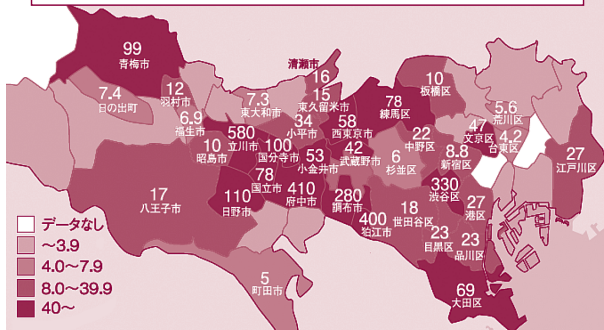 99
青梅市
7.4
日の出町
12
羽村市
6.9
福生市
7.3
東大和市
清瀬市
16
15
東久留米市
34
小平市
58
西東京市
78
練馬区
10
板橋区
5.6
荒川区
47
文京区
4.2
台東区
27
江戸川区
10
昭島市
580
立川市
100
国分寺市
53
小金井市
42
武蔵野市
6
杉並区
22
中野区
8.8
新宿区
17
八王子市
110
日野市
78
国立市
410
府中市
280
調布市
400
狛江市
18
世田谷区
330
渋谷区
27
港区
23
目黒区
23
品川区
5
町田市
69
大田区
データなし
〜3.9
4.0〜7.9
8.0〜39.9
40〜